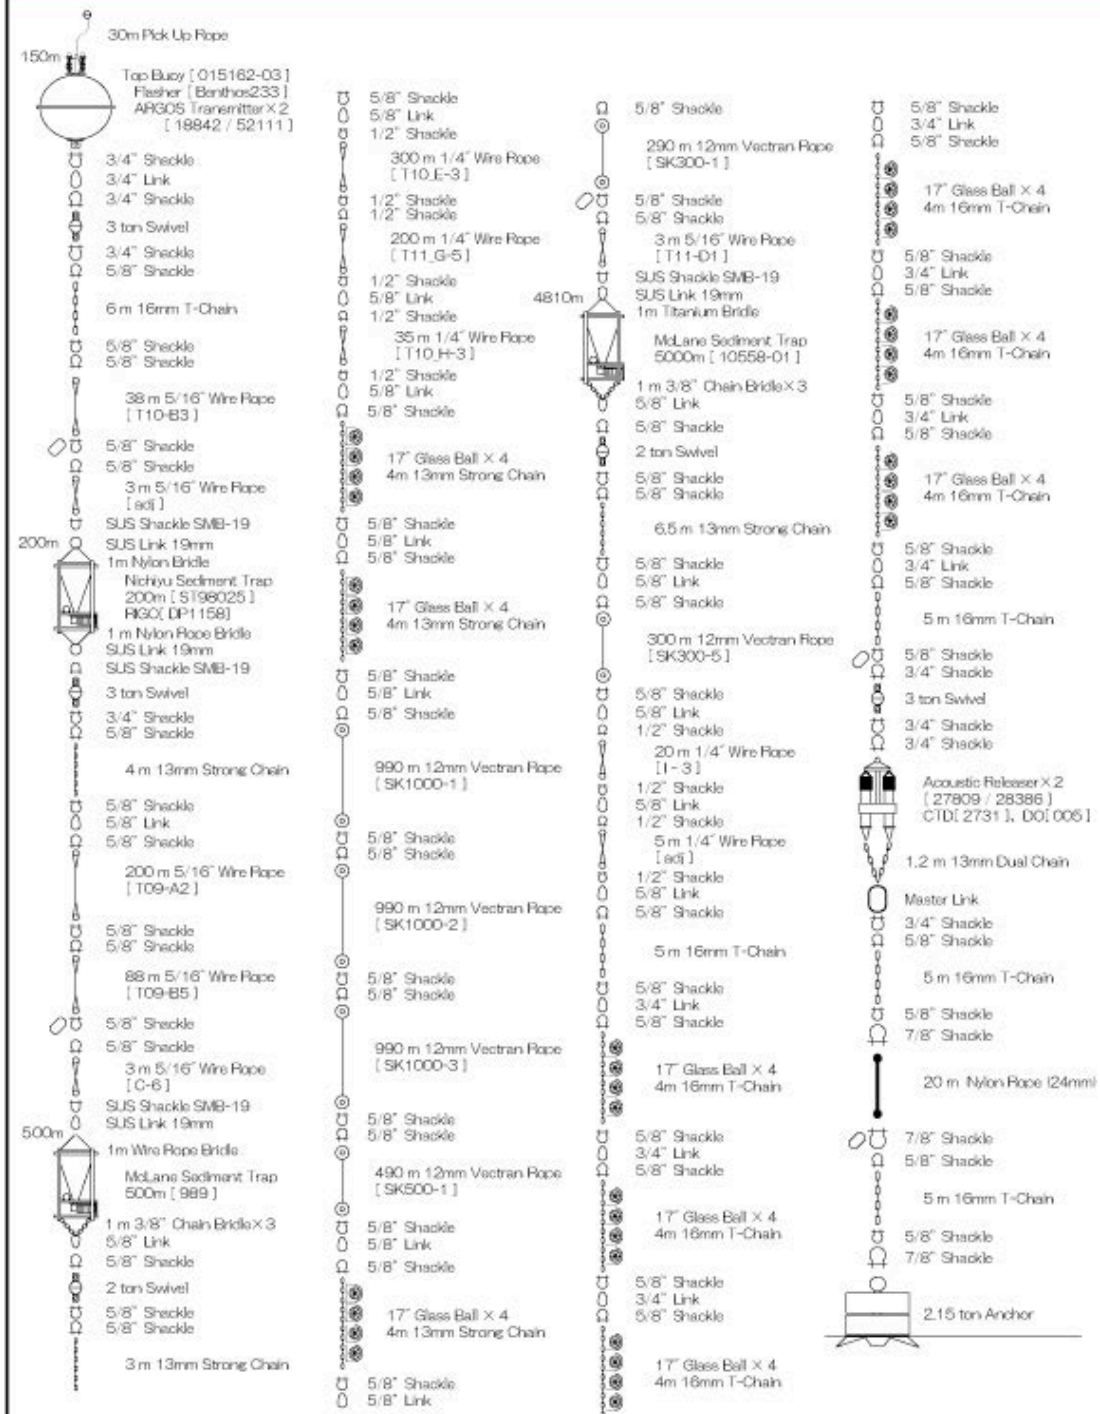 30m Pick Up Rope
150m
Top Buoy [ 015162-03 ]
Flasher [ Benthos233 ]
ARGOS Transmitter×2
[ 18842 / 52111 ]
3/4" Shackle
3/4" Link
3/4" Shackle
3 ton Swivel
3/4" Shackle
5/8" Shackle
6 m 16mm T-Chain
5/8" Shackle
5/8" Shackle
38 m 5/16" Wire Rope
[ T10-B3 ]
5/8" Shackle
5/8" Shackle
3 m 5/16" Wire Rope
[ adj ]
SUS Shackle SMB-19
200m
SUS Link 19mm
1m Nylon Bridle
Nichiyu Sediment Trap
200m [ ST98025 ]
RIGO[ DP1158]
1 m Nylon Rope Bridle
SUS Link 19mm
SUS Shackle SMB-19
3 ton Swivel
3/4" Shackle
5/8" Shackle
4 m 13mm Strong Chain
5/8" Shackle
5/8" Link
5/8" Shackle
200 m 5/16" Wire Rope
[ T09-A2 ]
5/8" Shackle
5/8" Shackle
88 m 5/16" Wire Rope
[ T09-B5 ]
5/8" Shackle
5/8" Shackle
3 m 5/16" Wire Rope
[ C-6 ]
SUS Shackle SMB-19
SUS Link 19mm
500m
1m Wire Rope Bridle
McLane Sediment Trap
500m [ 989 ]
1 m 3/8" Chain Bridle×3
5/8" Link
5/8" Shackle
2 ton Swivel
5/8" Shackle
5/8" Shackle
3 m 13mm Strong Chain
5/8" Shackle
5/8" Link
1/2" Shackle
300 m 1/4" Wire Rope
[ T10_E-3 ]
1/2" Shackle
1/2" Shackle
200 m 1/4" Wire Rope
[ T11_G-5 ]
1/2" Shackle
5/8" Link
1/2" Shackle
35 m 1/4" Wire Rope
[ T10_H-3 ]
1/2" Shackle
5/8" Link
5/8" Shackle
17" Glass Ball × 4
4m 13mm Strong Chain
5/8" Shackle
5/8" Link
5/8" Shackle
17" Glass Ball × 4
4m 13mm Strong Chain
5/8" Shackle
5/8" Link
5/8" Shackle
990 m 12mm Vectran Rope
[ SK1000-1 ]
5/8" Shackle
5/8" Shackle
990 m 12mm Vectran Rope
[ SK1000-2 ]
5/8" Shackle
5/8" Shackle
990 m 12mm Vectran Rope
[ SK1000-3 ]
5/8" Shackle
5/8" Shackle
490 m 12mm Vectran Rope
[ SK500-1 ]
5/8" Shackle
5/8" Link
5/8" Shackle
17" Glass Ball × 4
4m 13mm Strong Chain
5/8" Shackle
5/8" Link
5/8" Shackle
290 m 12mm Vectran Rope
[ SK300-1 ]
5/8" Shackle
5/8" Shackle
3 m 5/16" Wire Rope
[ T11-D1 ]
SUS Shackle SMB-19
4810m
SUS Link 19mm
1m Titanium Bridle
McLane Sediment Trap
5000m [ 10558-01 ]
1 m 3/8" Chain Bridle×3
5/8" Link
5/8" Shackle
2 ton Swivel
5/8" Shackle
5/8" Shackle
6.5 m 13mm Strong Chain
5/8" Shackle
5/8" Link
5/8" Shackle
300 m 12mm Vectran Rope
[ SK300-5 ]
5/8" Shackle
5/8" Link
1/2" Shackle
20 m 1/4" Wire Rope
[ I-3 ]
1/2" Shackle
5/8" Link
1/2" Shackle
5 m 1/4" Wire Rope
[ adj ]
1/2" Shackle
5/8" Link
5/8" Shackle
5 m 16mm T-Chain
5/8" Shackle
3/4" Link
5/8" Shackle
17" Glass Ball × 4
4m 16mm T-Chain
5/8" Shackle
3/4" Link
5/8" Shackle
17" Glass Ball × 4
4m 16mm T-Chain
5/8" Shackle
3/4" Link
5/8" Shackle
17" Glass Ball × 4
4m 16mm T-Chain
5/8" Shackle
3/4" Link
5/8" Shackle
17" Glass Ball × 4
4m 16mm T-Chain
5/8" Shackle
3/4" Link
5/8" Shackle
17" Glass Ball × 4
4m 16mm T-Chain
5/8" Shackle
3/4" Link
5/8" Shackle
17" Glass Ball × 4
4m 16mm T-Chain
5/8" Shackle
3/4" Link
5/8" Shackle
5 m 16mm T-Chain
5/8" Shackle
3/4" Shackle
3 ton Swivel
3/4" Shackle
3/4" Shackle
Acoustic Releaser×2
[ 27809 / 28386 ]
CTD[ 2731 ], DO[ 005 ]
1.2 m 13mm Dual Chain
Master Link
3/4" Shackle
5/8" Shackle
5 m 16mm T-Chain
5/8" Shackle
7/8" Shackle
20 m Nylon Rope (24mm)
7/8" Shackle
5/8" Shackle
5 m 16mm T-Chain
5/8" Shackle
7/8" Shackle
2.15 ton Anchor